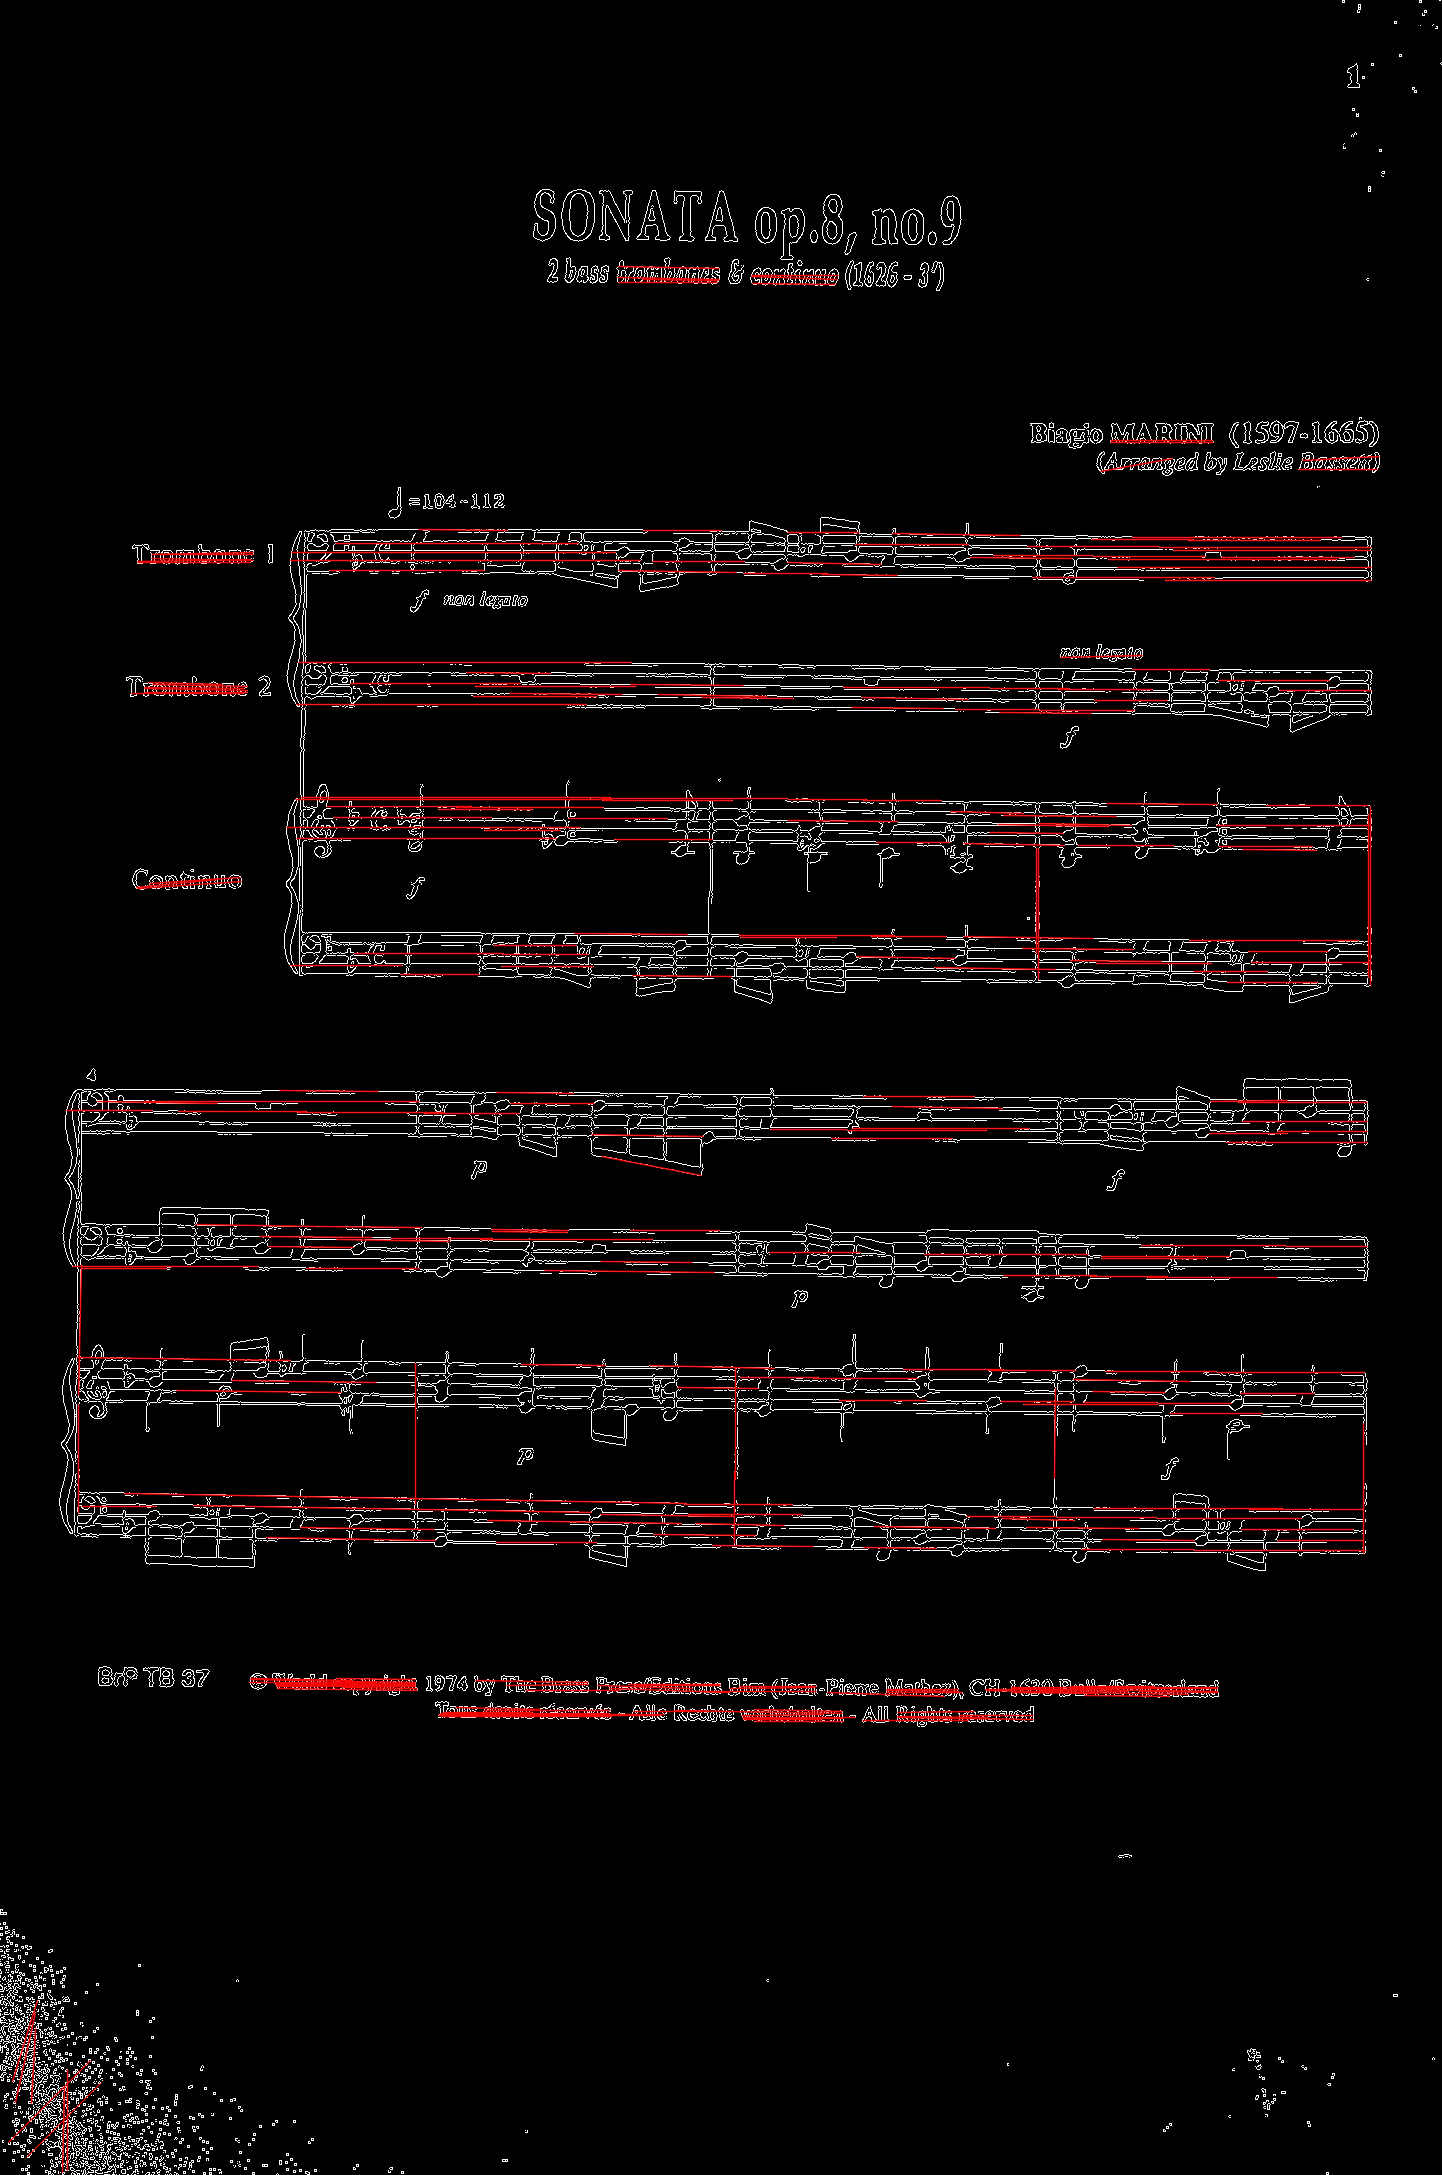 1
SONATA op.8, no.9
2 bass trombones & continuo (1626 - 3')
Biagio MARINI (1597-1665)
(Arranged by Leslie Bassett)
=104-112
Trombone 1
f non legato
non legato
Trombone 2
f
Continuo
f
4
p
f
p
p
f
BrP TB 37 © World copyright 1974 by The Brass Press/Editions Bim (Jean-Pierre Mathez), CH-1630 Bulle/Switzerland
Tous droits réservés - Alle Rechte vorbehalten - All Rights reserved